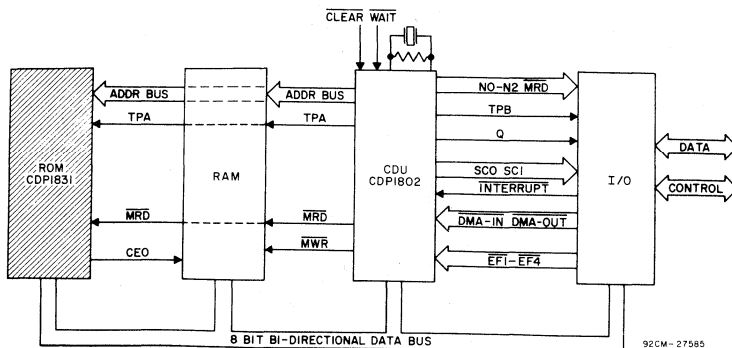 CLEAR WAIT
ADDR BUS
ADDR BUS
NO-N2 MRD
TPA
TPA
TPB
Q
DATA
ROM
CDP1831
RAM
CDU
CDP1802
I/O
SCO SCI
INTERRUPT
CONTROL
MRD
MRD
DMA-IN DMA-OUT
MWR
CEO
EF1-EF4
8 BIT BI-DIRECTIONAL DATA BUS
92CM-27585